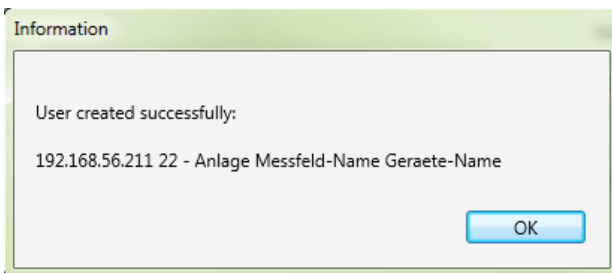 Information
User created successfully:
192.168.56.211 22 - Anlage Messfeld-Name Geraete-Name
OK